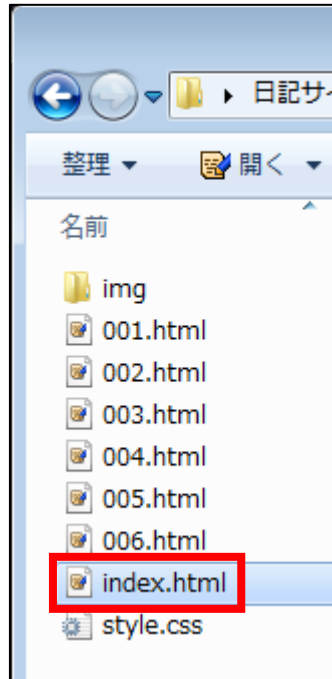 日記サイ
整理 開く
名前
img
001.html
002.html
003.html
004.html
005.html
006.html
index.html
style.css